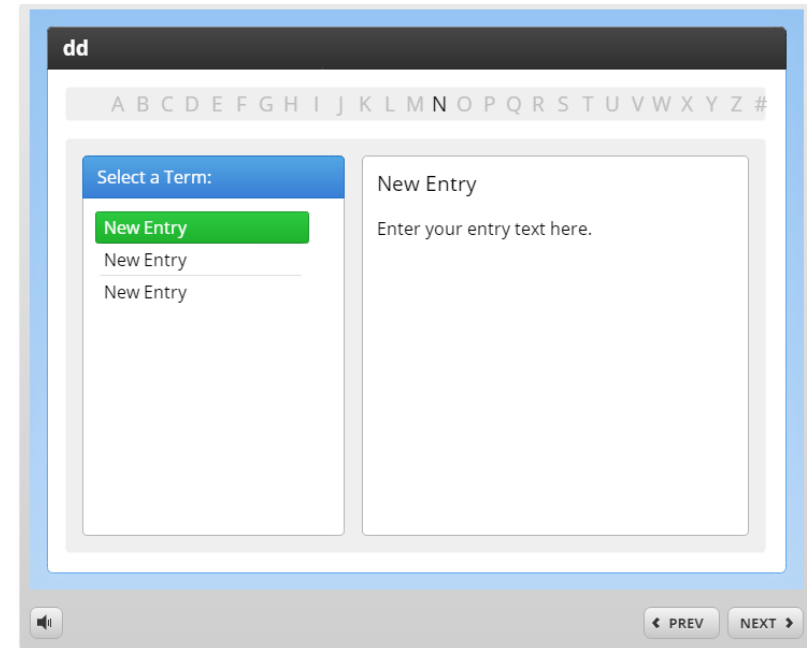 dd
A B C D E F G H I J K L M N O P Q R S T U V W X Y Z #
Select a Term:
New Entry
New Entry
New Entry
New Entry
Enter your entry text here.
PREV
NEXT